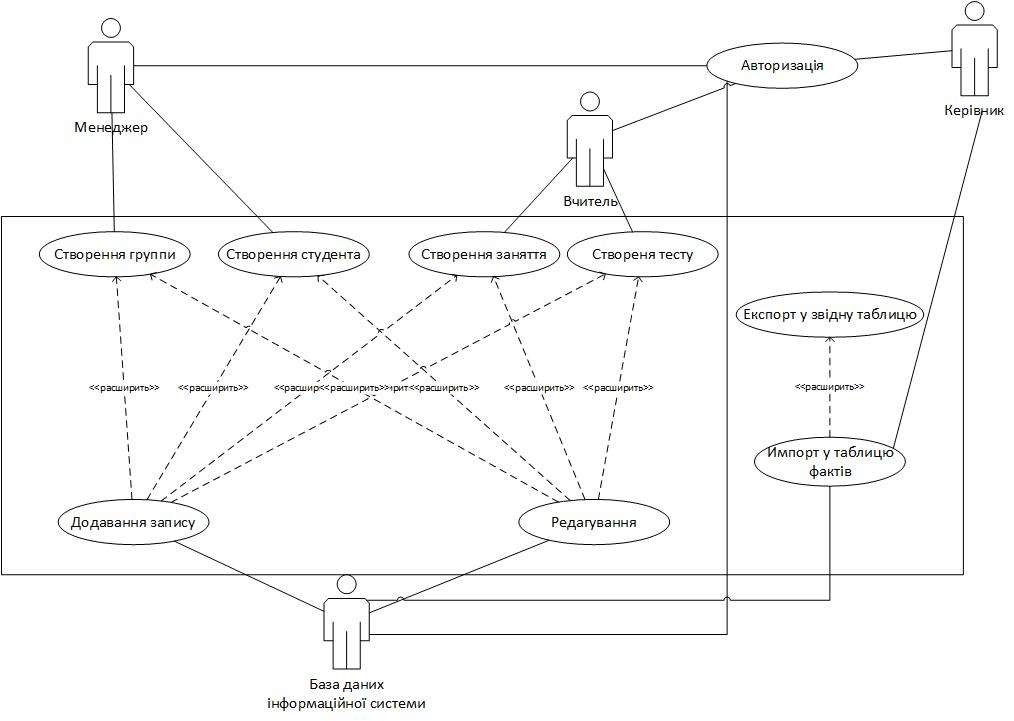 Авторизація
Менеджер
Керівник
Вчитель
Створення группи
Створення студента
Створення заняття
Створеня тесту
Експорт у звідну таблицю
<<расширить>>
<<расширить>>
<<расширить>>
<<расширить>>
<<расширить>>
<<расширить>>
<<расширить>>
Импорт у таблицю
фактів
Додавання запису
Редагування
База даних
інформаційної системи